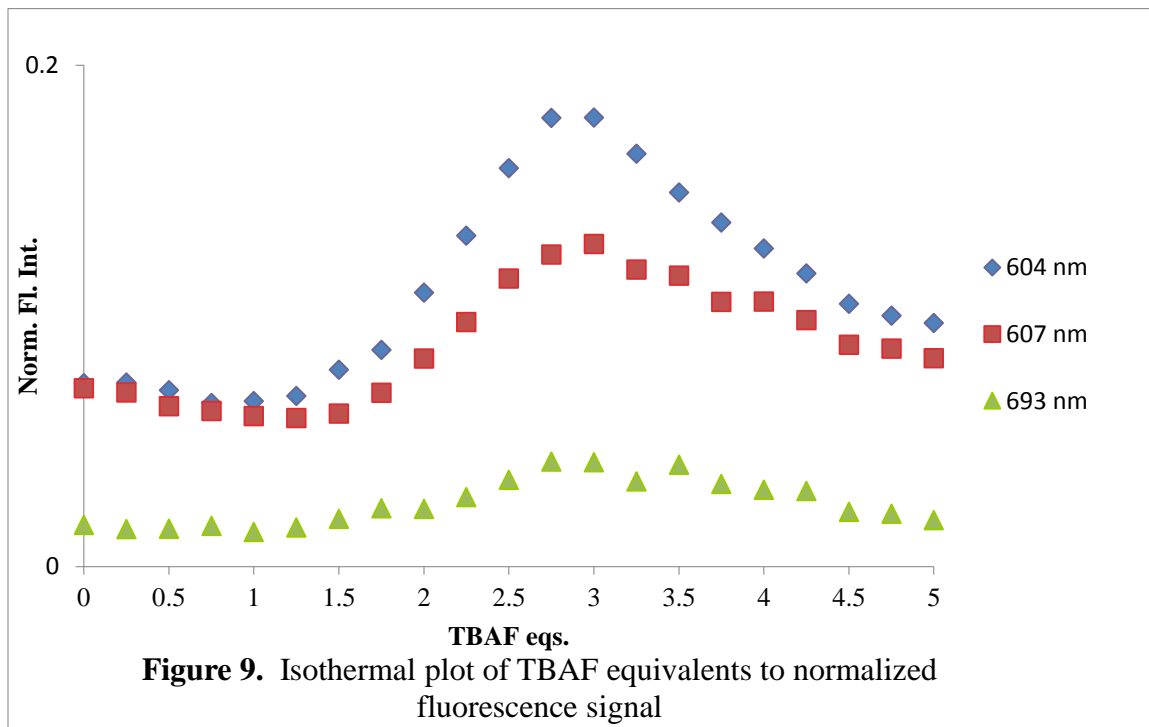 0.2
0
Norm. Fl. Int.
0 0.5 1 1.5 2 2.5 3 3.5 4 4.5 5
TBAF eqs.
604 nm
607 nm
693 nm
Figure 9. Isothermal plot of TBAF equivalents to normalized
fluorescence signal